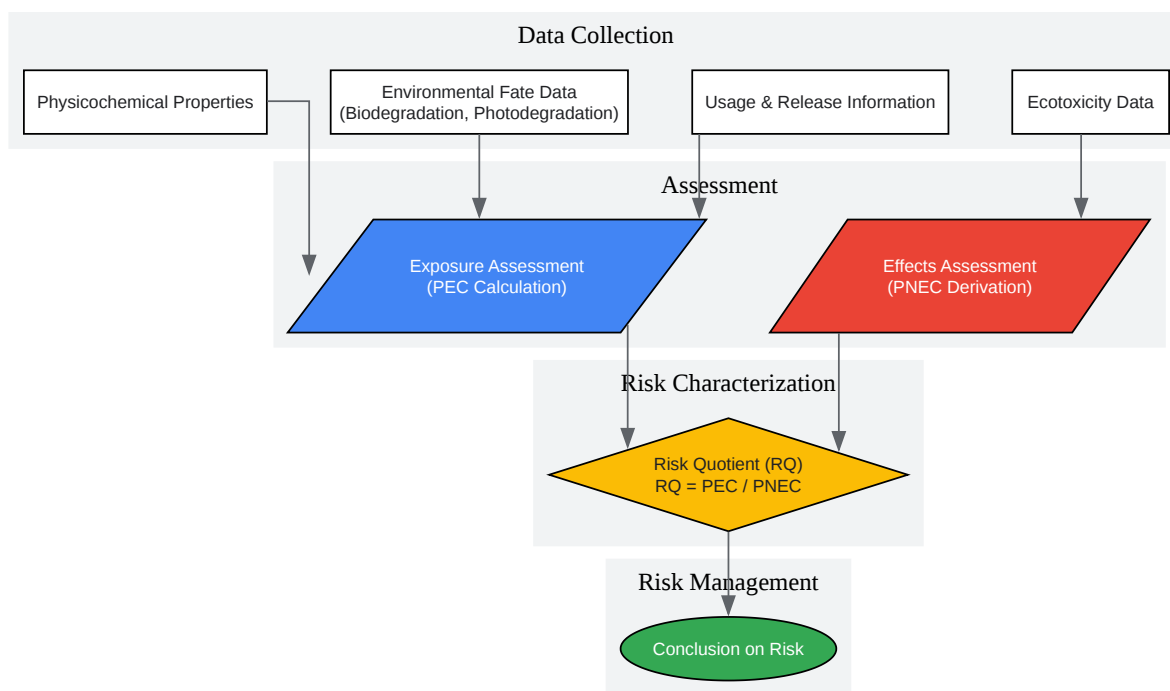 Data Collection
Physicochemical Properties
Environmental Fate Data
(Biodegradation, Photodegradation)
Usage & Release Information
Ecotoxicity Data
Assessment
Exposure Assessment
(PEC Calculation)
Effects Assessment
(PNEC Derivation)
Risk Characterization
Risk Quotient (RQ)
RQ = PEC / PNEC
Risk Management
Conclusion on Risk